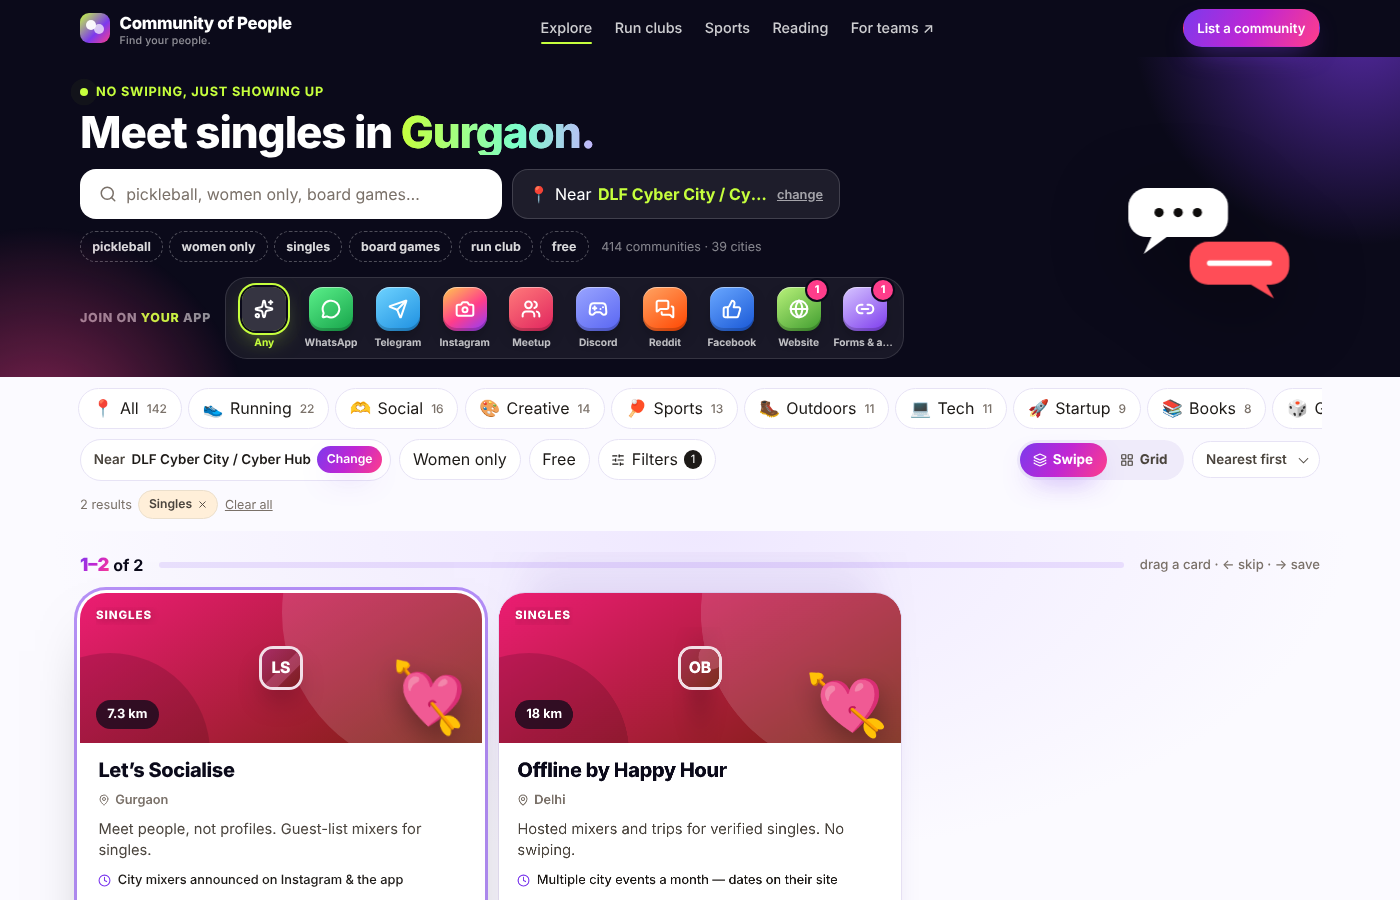 Community of People
Find your people.
Explore
Run clubs
Sports
Reading
For teams ↗
List a community
NO SWIPING, JUST SHOWING UP
Meet singles in Gurgaon.
pickleball, women only, board games...
Near DLF Cyber City / Cy... change
pickleball
women only
singles
board games
run club
free
414 communities · 39 cities
JOIN ON YOUR APP
1
1
Any
WhatsApp
Telegram
Instagram
Meetup
Discord
Reddit
Facebook
Website
Forms & a...
All 142
Running 22
Social 16
Creative 14
Sports 13
Outdoors 11
Tech 11
Startup 9
Books 8
G
Near DLF Cyber City / Cyber Hub Change
Women only
Free
Filters 1
Swipe
Grid
Nearest first
2 results
Singles ×
Clear all
1–2 of 2
drag a card · ← skip · → save
SINGLES
LS
7.3 km
Let's Socialise
Gurgaon
Meet people, not profiles. Guest-list mixers for
singles.
City mixers announced on Instagram & the app
SINGLES
OB
18 km
Offline by Happy Hour
Delhi
Hosted mixers and trips for verified singles. No
swiping.
Multiple city events a month — dates on their site